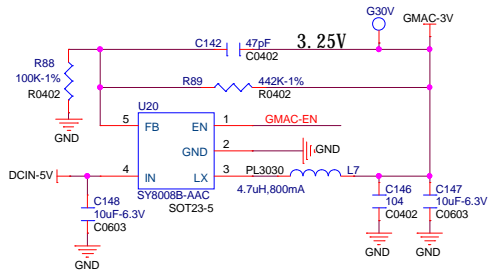 G30V
GMAC-3V
C142
47pF
C0402
3.25V
R88
100K-1%
R0402
GND
R89
442K-1%
R0402
U20
5
FB
EN
1
GMAC-EN
GND
2
GND
DCIN-5V
4
IN
LX
3
PL3030
L7
4.7uH,800mA
SY8008B-AAC
SOT23-5
C148
10uF-6.3V
C0603
GND
C146
104
C0402
GND
C147
10uF-6.3V
C0603
GND